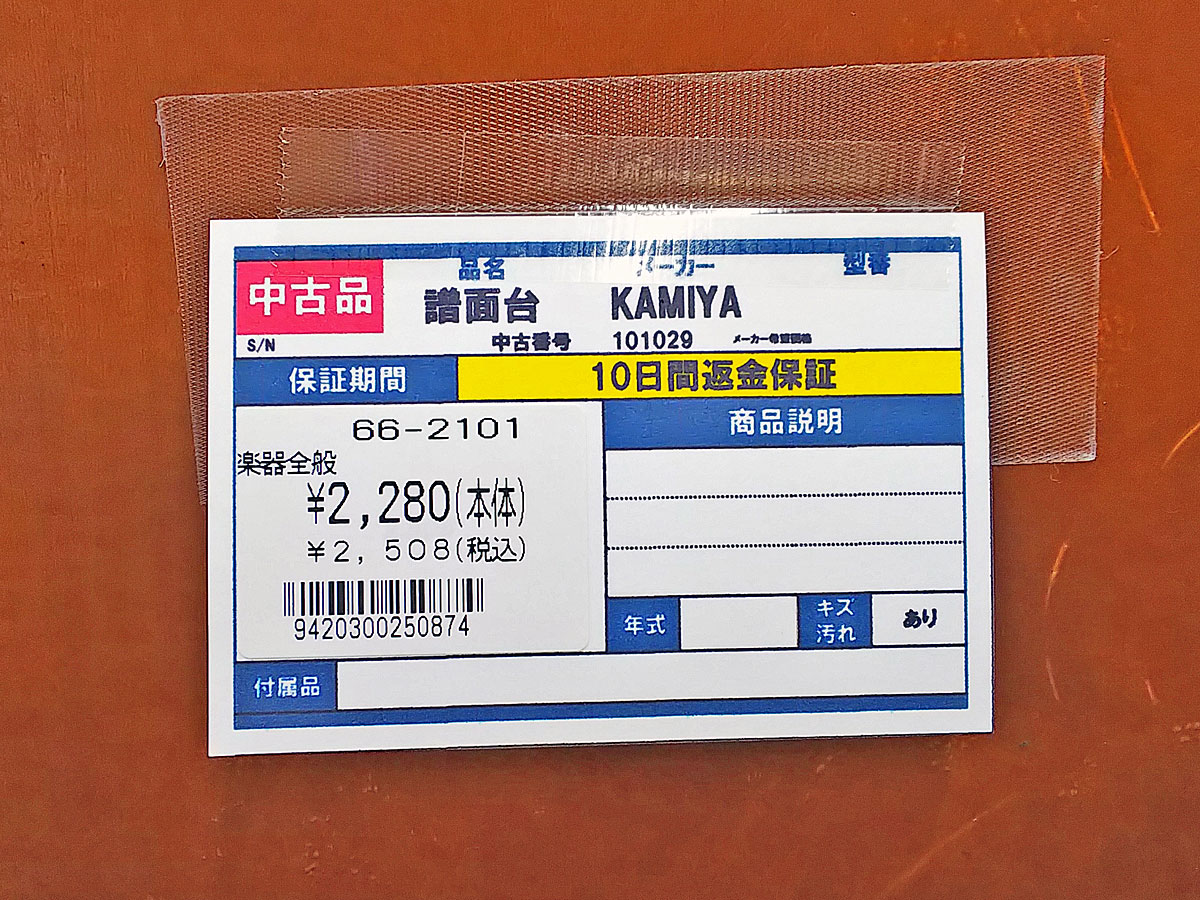 品名 メーカー 型番
中古品 譜面台 KAMIYA
S/N 中古番号 101029 メーカー希望価格
保証期間 10日間返金保証
66-2101
楽器全般
¥2,280(本体)
¥2,508(税込)
9420300250874
商品説明
年式 キズ汚れ あり
付属品